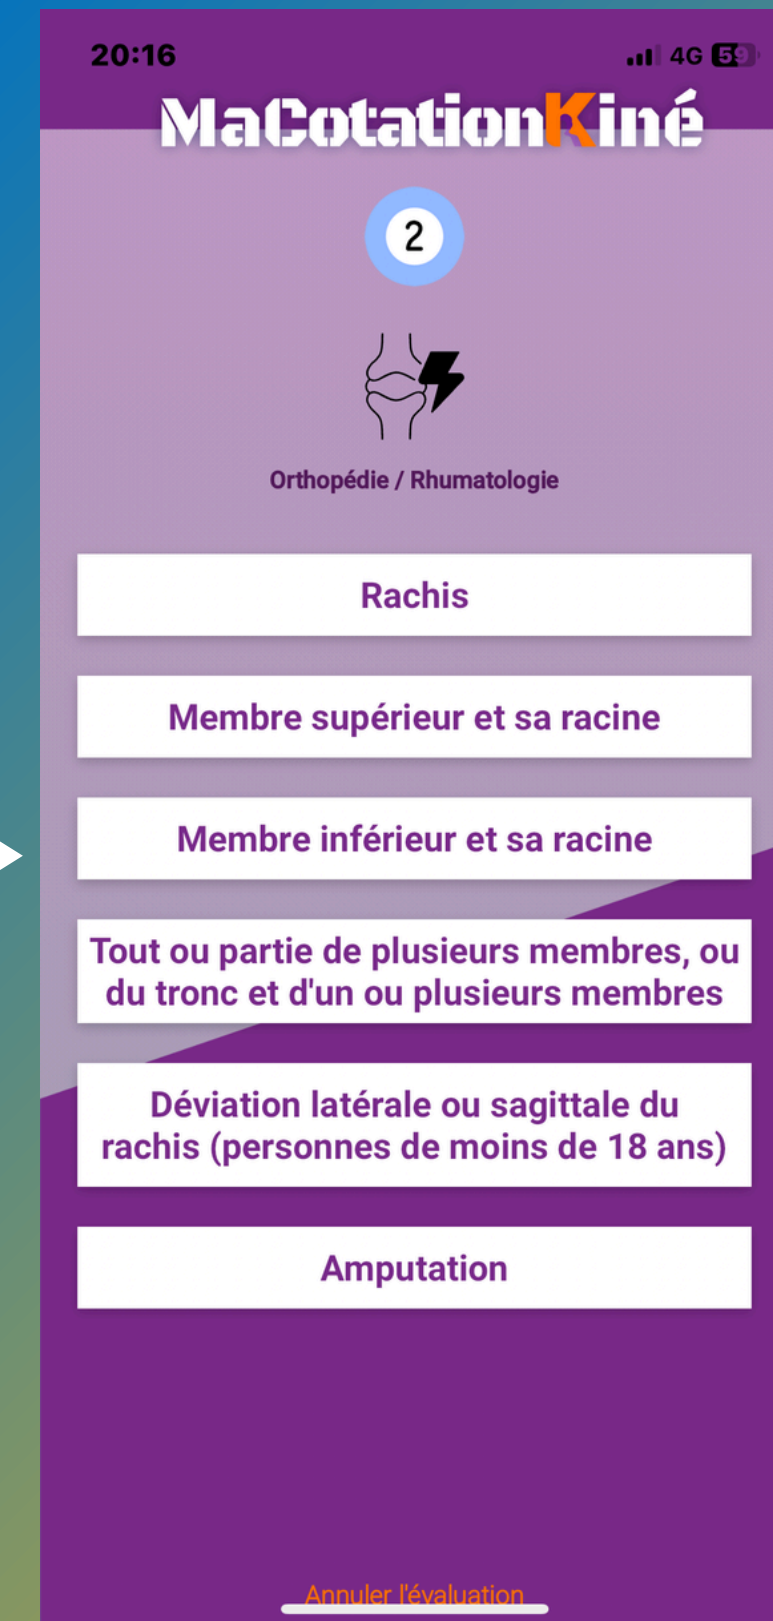 20:16
4G 59
MaCotationKiné
2
Orthopédie / Rhumatologie
Rachis
Membre supérieur et sa racine
Membre inférieur et sa racine
Tout ou partie de plusieurs membres, ou
du tronc et d'un ou plusieurs membres
Déviation latérale ou sagittale du
rachis (personnes de moins de 18 ans)
Amputation
Annuler l'évaluation